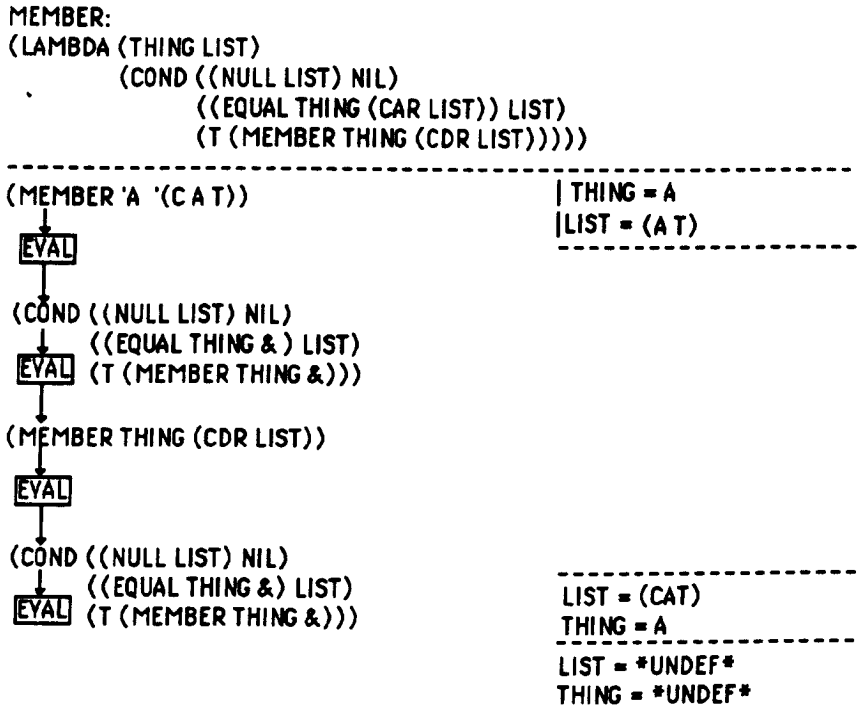 MEMBER:
(LAMBDA (THING LIST)
(COND ((NULL LIST) NIL)
((EQUAL THING (CAR LIST)) LIST)
(T (MEMBER THING (CDR LIST)))))
(MEMBER 'A '(C A T))
| THING = A
|LIST = (A T)
EVAL
(COND ((NULL LIST) NIL)
((EQUAL THING & ) LIST)
EVAL (T (MEMBER THING &)))
(MEMBER THING (CDR LIST))
EVAL
(COND ((NULL LIST) NIL)
((EQUAL THING &) LIST)
EVAL (T (MEMBER THING &)))
LIST = (CAT)
THING = A
LIST = *UNDEF*
THING = *UNDEF*